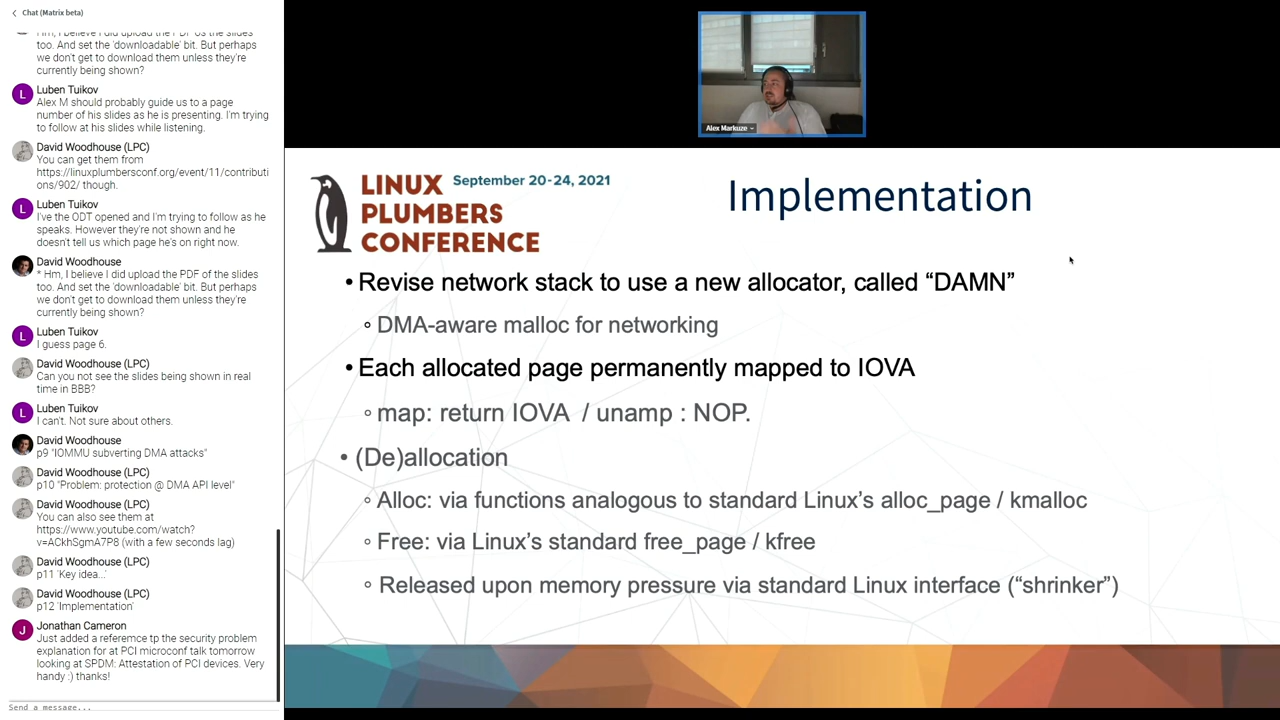 Chat (Matrix beta)
Hm, I believe I did upload the PDF of the slides
too. And set the 'downloadable' bit. But perhaps
we don't get to download them unless they're
currently being shown?
L
Luben Tuikov
Alex M should probably guide us to a page
number of his slides as he is presenting. I'm trying
to follow at his slides while listening.
David Woodhouse (LPC)
You can get them from
https://linuxplumbersconf.org/event/11/contributi
ons/902/ though.
L
Luben Tuikov
I've the ODT opened and I'm trying to follow as he
speaks. However they're not shown and he
doesn't tell us which page he's on right now.
David Woodhouse
* Hm, I believe I did upload the PDF of the slides
too. And set the 'downloadable' bit. But perhaps
we don't get to download them unless they're
currently being shown?
L
Luben Tuikov
I guess page 6.
David Woodhouse (LPC)
Can you not see the slides being shown in real
time in BBB?
L
Luben Tuikov
I can't. Not sure about others.
David Woodhouse
p9 "IOMMU subverting DMA attacks"
David Woodhouse (LPC)
p10 "Problem: protection @ DMA API level"
David Woodhouse (LPC)
You can also see them at
https://www.youtube.com/watch?
v=ACkhSgmA7P8 (with a few seconds lag)
David Woodhouse (LPC)
p11 'Key idea...'
David Woodhouse (LPC)
p12 'Implementation'
J
Jonathan Cameron
Just added a reference tp the security problem
explanation for at PCI microconf talk tomorrow
looking at SPDM: Attestation of PCI devices. Very
handy :) thanks!
Send a message...
Alex Markuze
LINUX
PLUMBERS
CONFERENCE
September 20-24, 2021
Implementation
• Revise network stack to use a new allocator, called “DAMN”
◦ DMA-aware malloc for networking
• Each allocated page permanently mapped to IOVA
◦ map: return IOVA / unamp : NOP.
• (De)allocation
◦ Alloc: via functions analogous to standard Linux’s alloc_page / kmalloc
◦ Free: via Linux’s standard free_page / kfree
◦ Released upon memory pressure via standard Linux interface (“shrinker”)